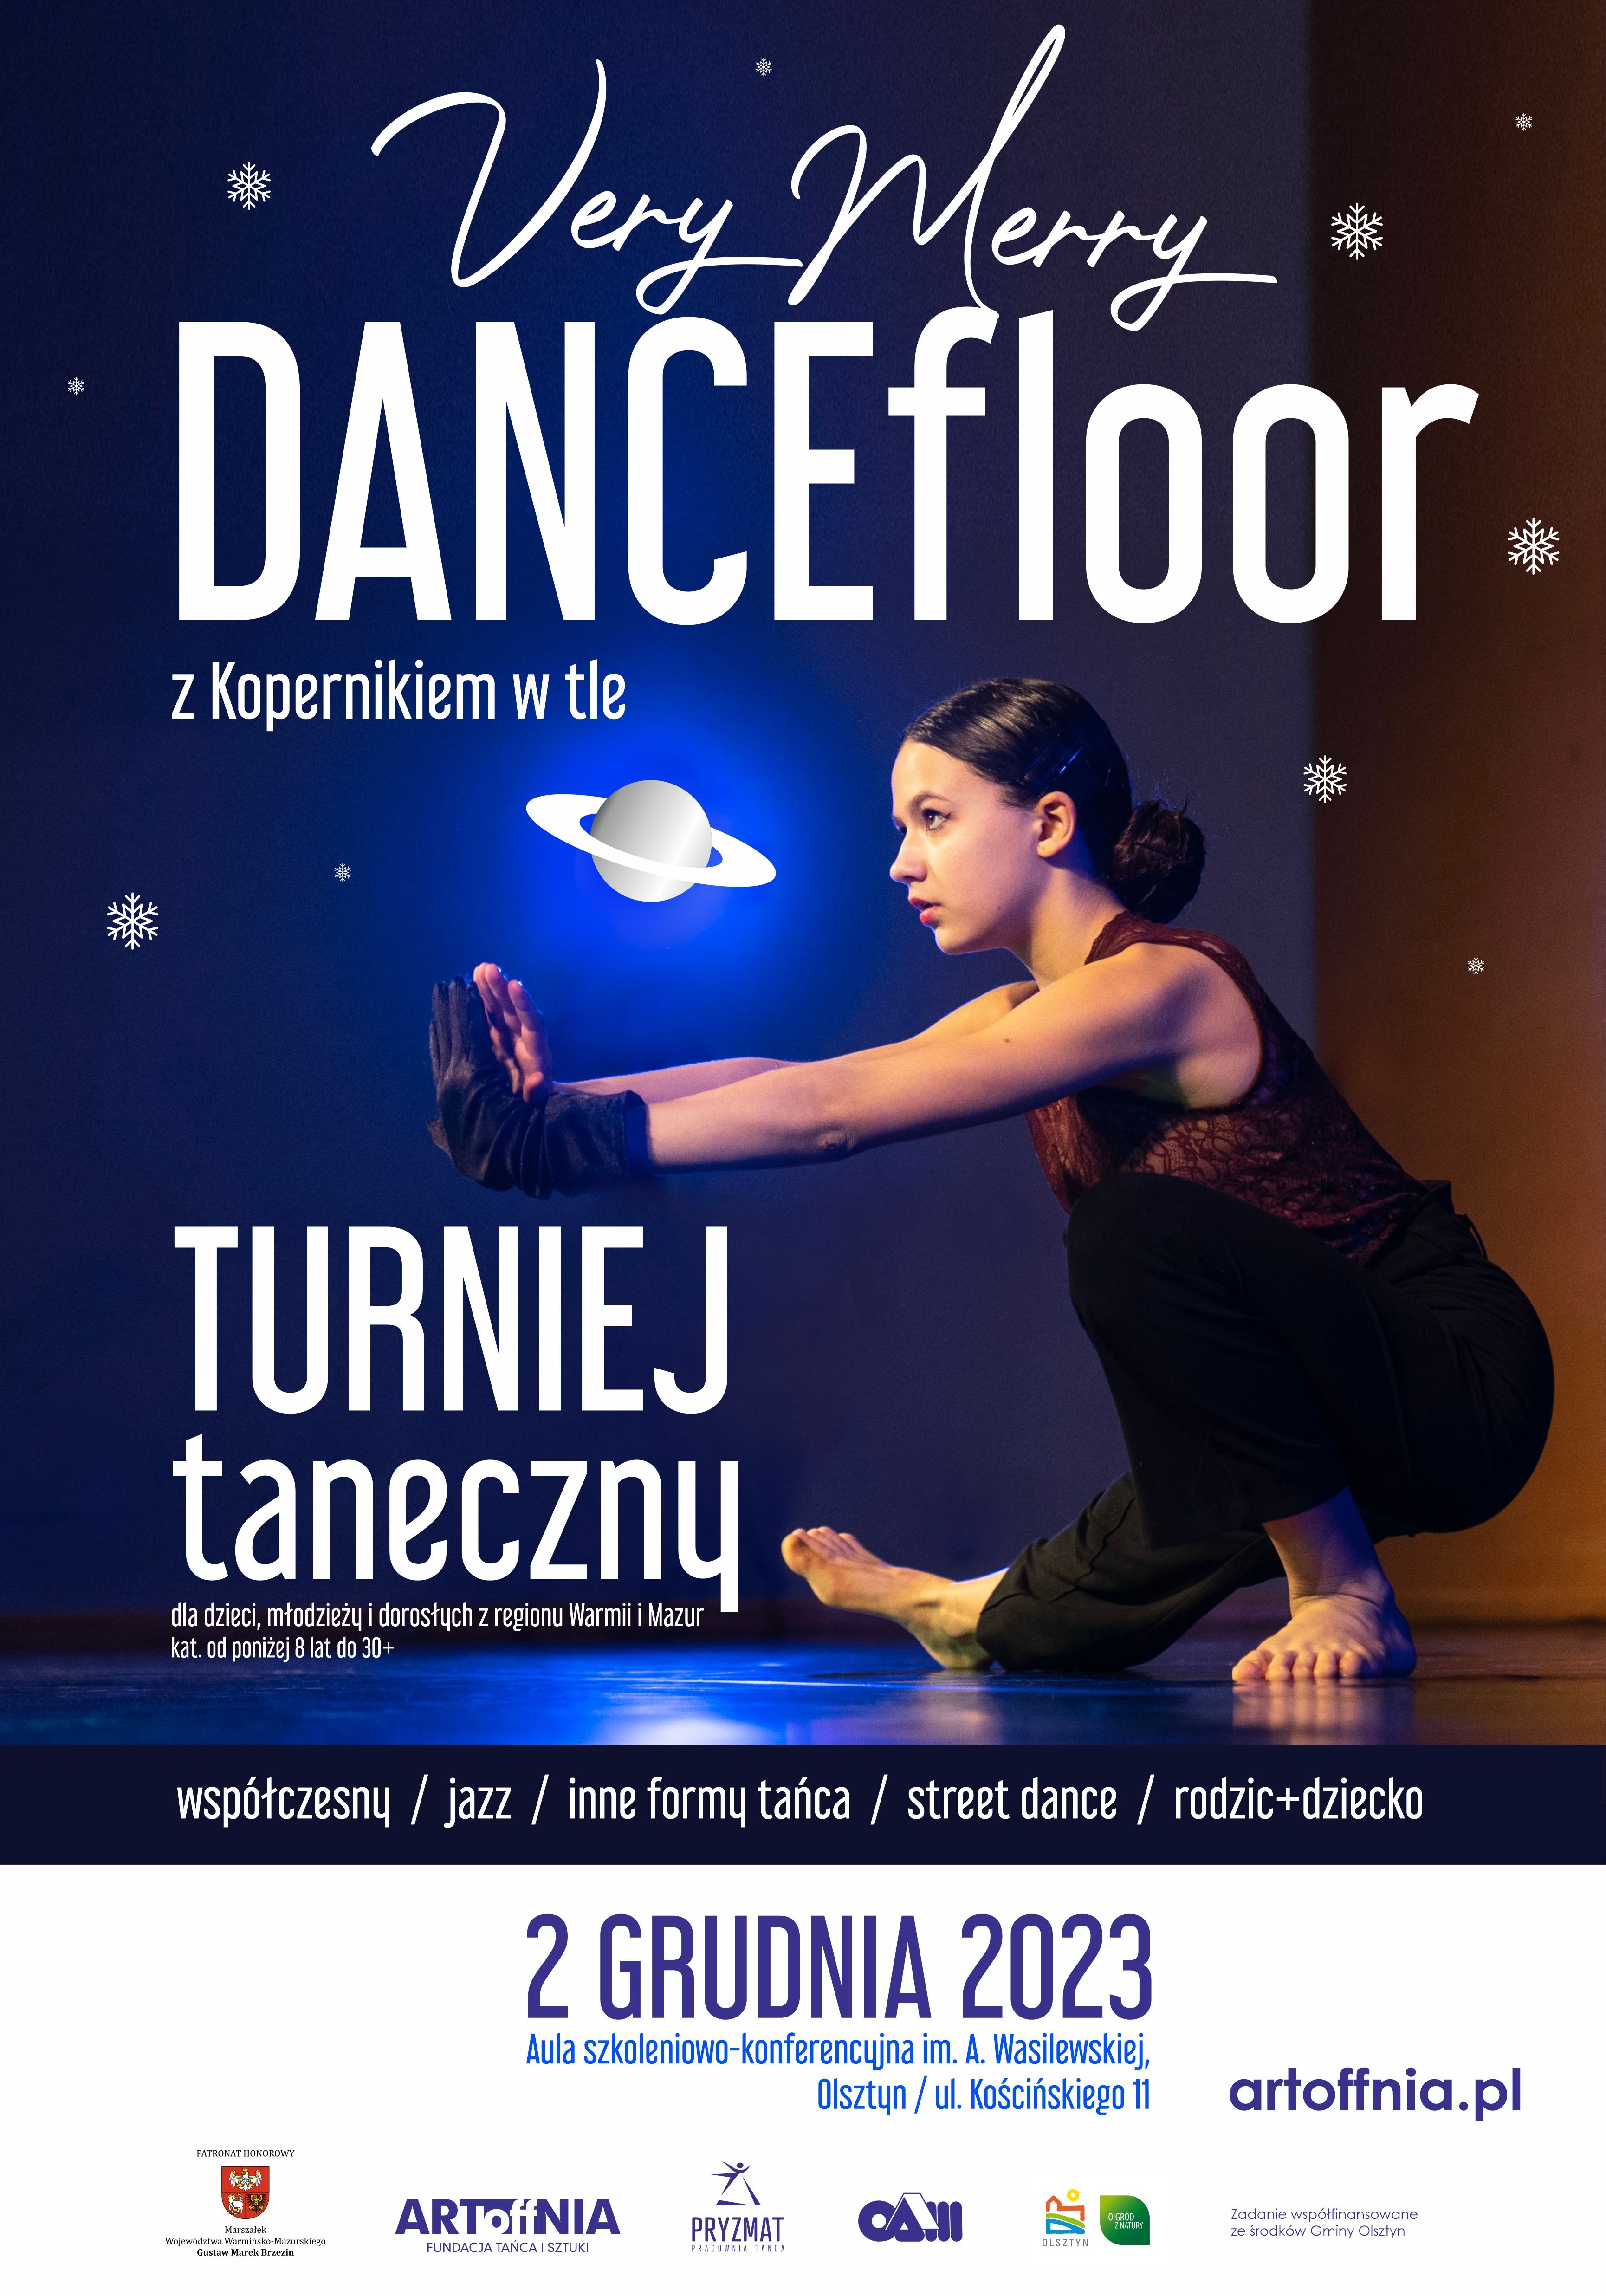 Very Merry
DANCEfloor
z Kopernikiem w tle
TURNIEJ
taneczny
dla dzieci, młodzieży i dorosłych z regionu Warmii i Mazur
kat. od poniżej 8 lat do 30+
współczesny / jazz / inne formy tańca / street dance / rodzic+dziecko
2 GRUDNIA 2023
Aula szkoleniowo-konferencyjna im. A. Wasilewskiej,
Olsztyn / ul. Kościńskiego 11
artoffnia.pl
PATRONAT HONOROWY
Marszałek
Województwa Warmińsko-Mazurskiego
Gustaw Marek Brzezin
ARToffNIA
FUNDACJA TAŃCA I SZTUKI
PRYZMAT
PRACOWNIA TAŃCA
OLSZTYN
O!GRÓD
Z NATURY
Zadanie współfinansowane
ze środków Gminy Olsztyn